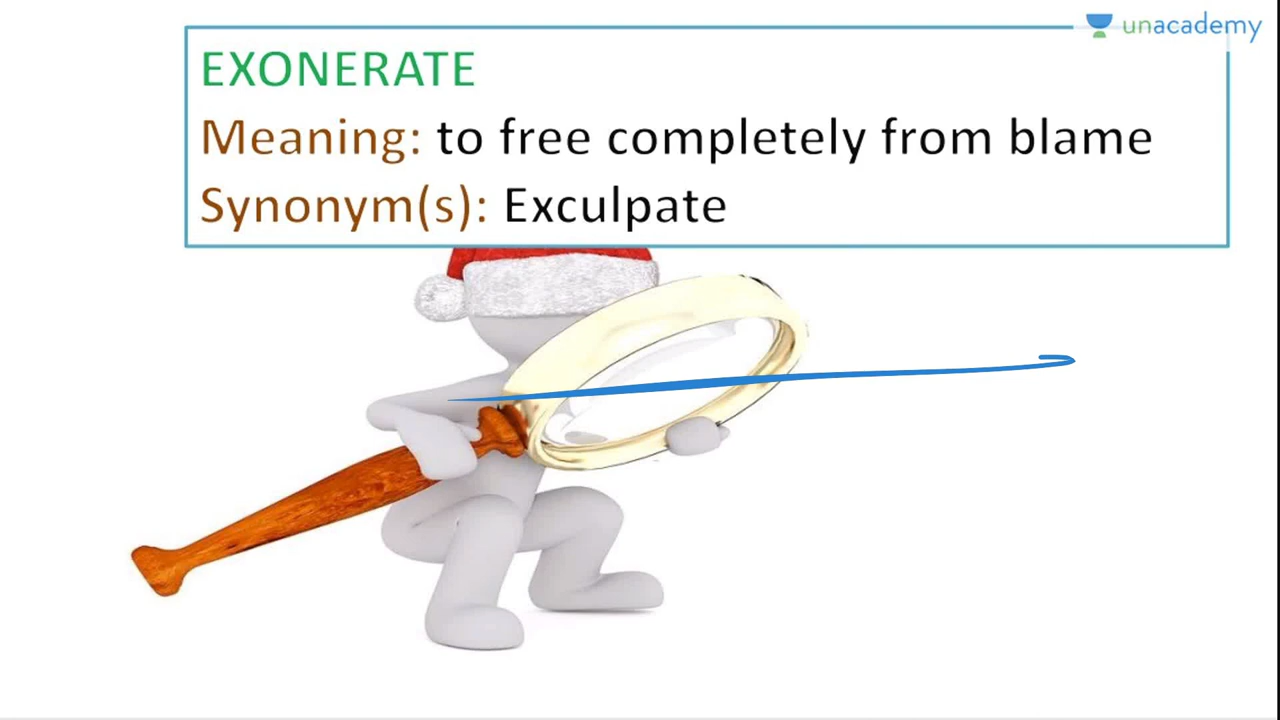 unacademy
EXONERATE
Meaning: to free completely from blame
Synonym(s): Exculpate